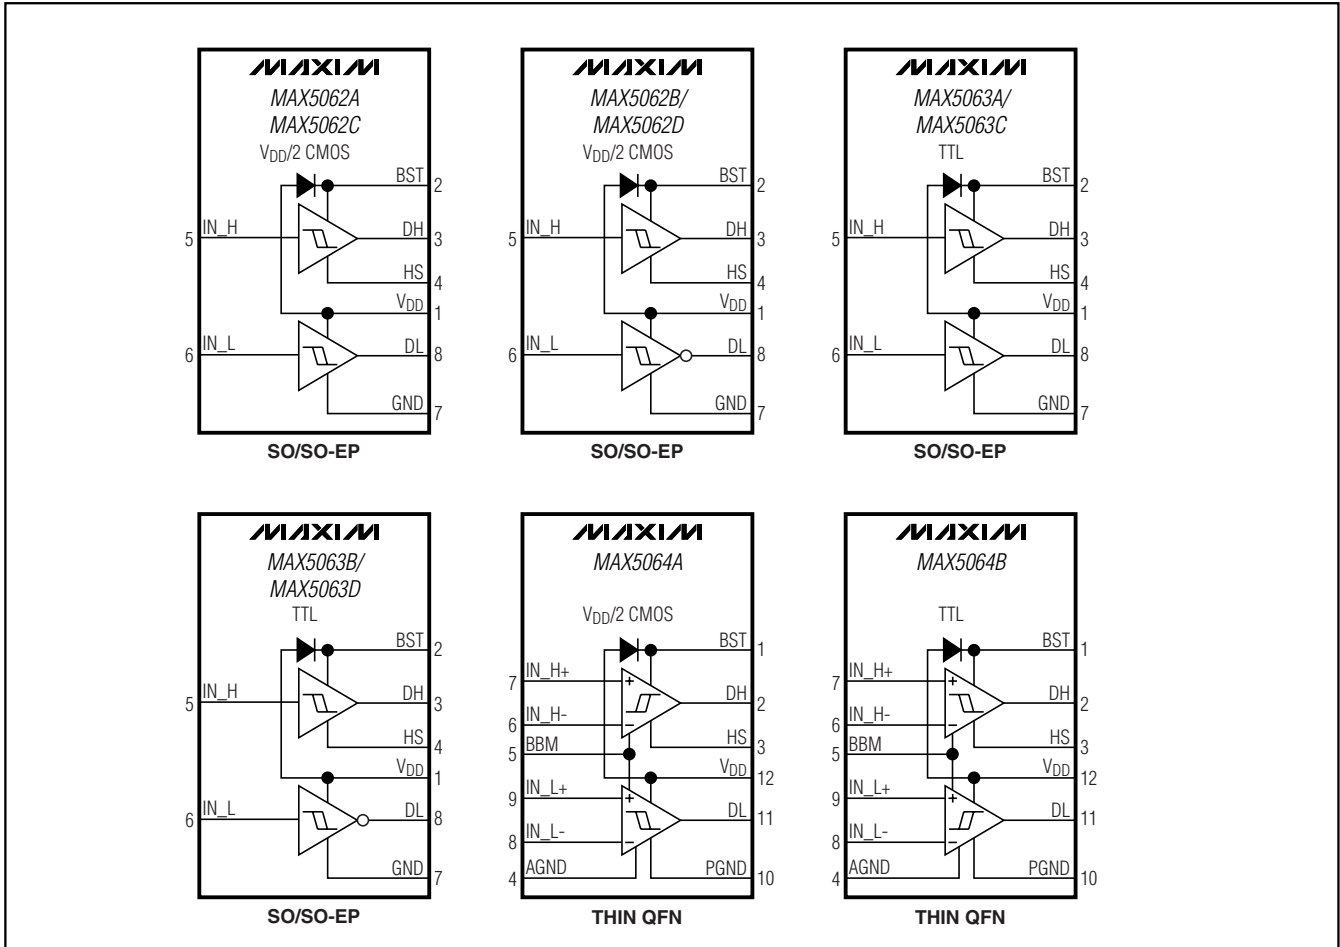 MAXIM
MAX5062A
MAX5062C
VDD/2 CMOS
BST 2
5 IN_H
DH 3
HS 4
VDD 1
6 IN_L
DL 8
GND 7
SO/SO-EP
MAXIM
MAX5062B/
MAX5062D
VDD/2 CMOS
BST 2
5 IN_H
DH 3
HS 4
VDD 1
6 IN_L
DL 8
GND 7
SO/SO-EP
MAXIM
MAX5063A/
MAX5063C
TTL
BST 2
5 IN_H
DH 3
HS 4
VDD 1
6 IN_L
DL 8
GND 7
SO/SO-EP
MAXIM
MAX5063B/
MAX5063D
TTL
BST 2
5 IN_H
DH 3
HS 4
VDD 1
6 IN_L
DL 8
GND 7
SO/SO-EP
MAXIM
MAX5064A
VDD/2 CMOS
BST 1
7 IN_H+
+
DH 2
6 IN_H-
−
HS 3
5 BBM
VDD 12
9 IN_L+
+
DL 11
8 IN_L-
−
4 AGND
PGND 10
THIN QFN
MAXIM
MAX5064B
TTL
BST 1
7 IN_H+
+
DH 2
6 IN_H-
−
HS 3
5 BBM
VDD 12
9 IN_L+
+
DL 11
8 IN_L-
−
4 AGND
PGND 10
THIN QFN